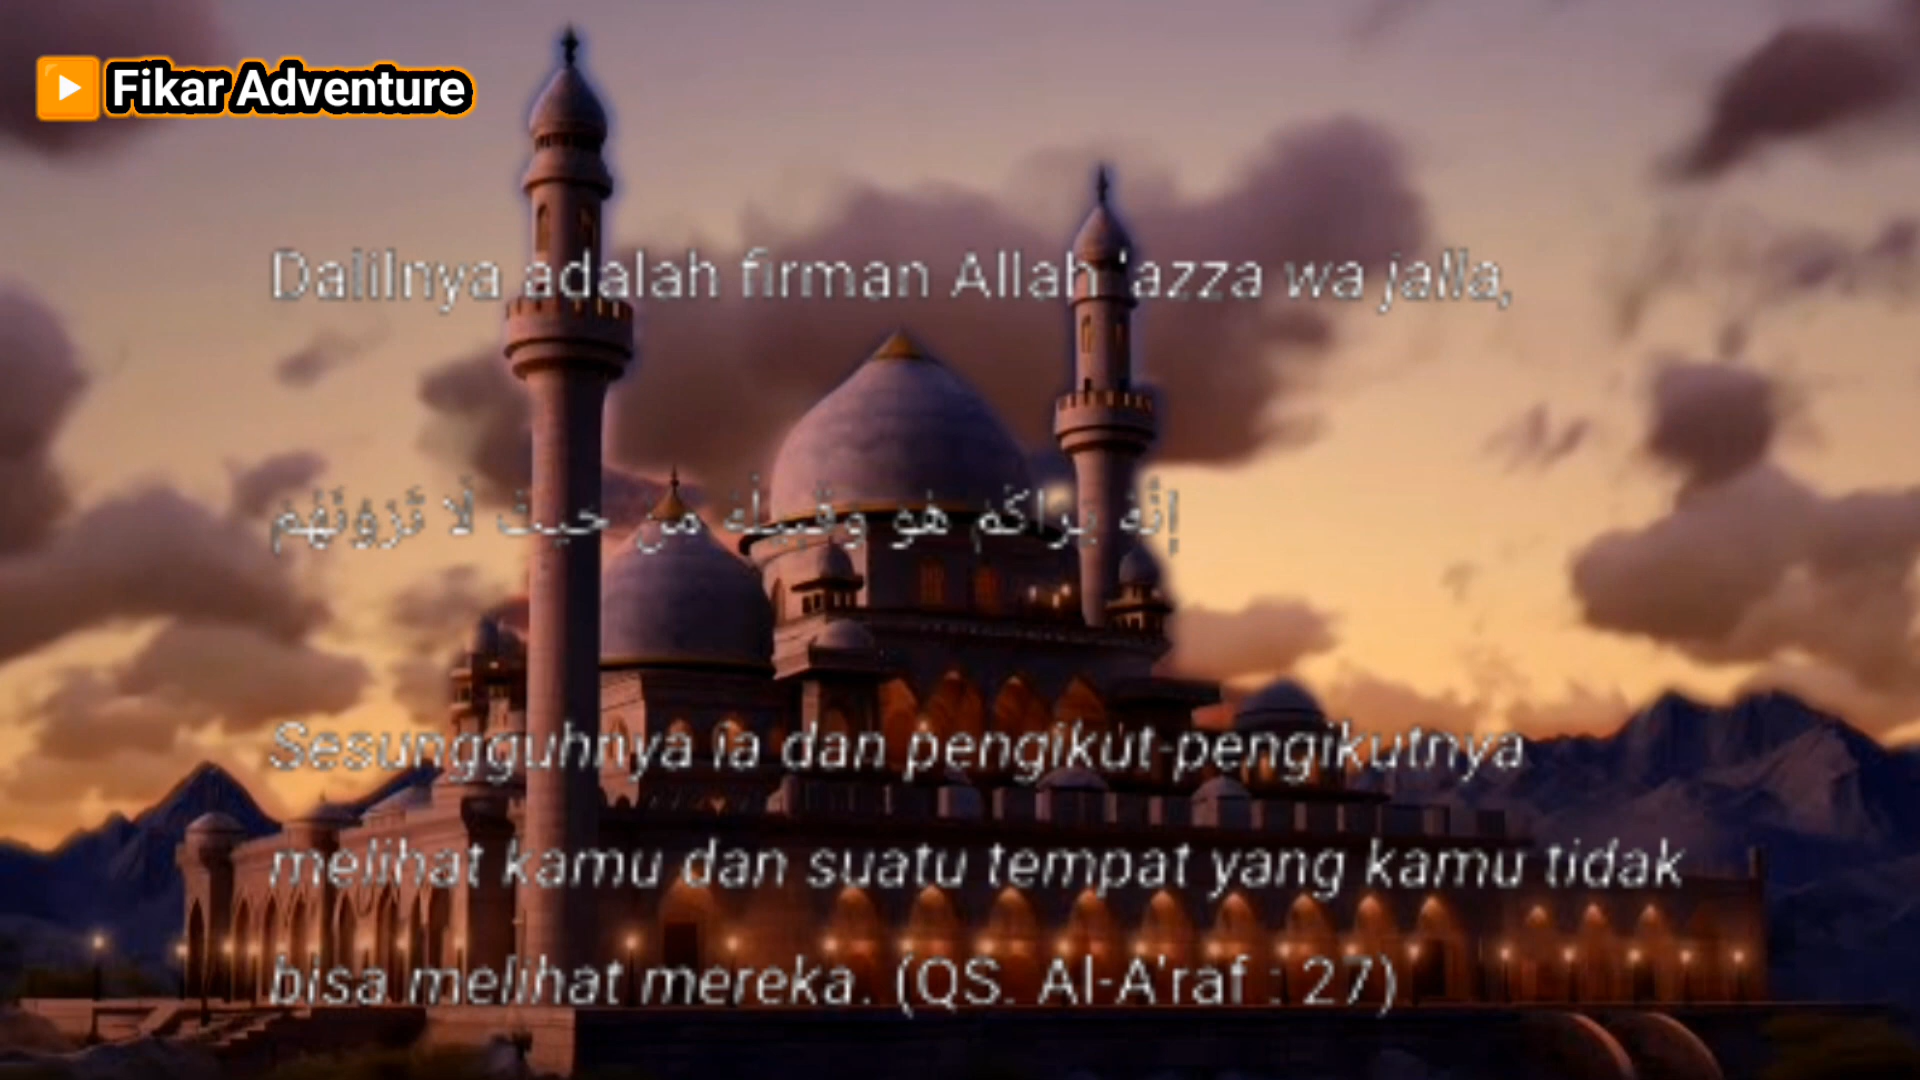 Fikar Adventure
Dalilnya adalah firman Allah 'azza wa jalla,
إِنَّهُ يَرَاكُمْ هُوَ وَقَبِيلُهُ مِنْ حَيْثُ لَا تَرَوْنَهُمْ
Sesungguhnya ia dan pengikut-pengikutnya
melihat kamu dan suatu tempat yang kamu tidak
bisa melihat mereka. (QS. Al-A'raf : 27)